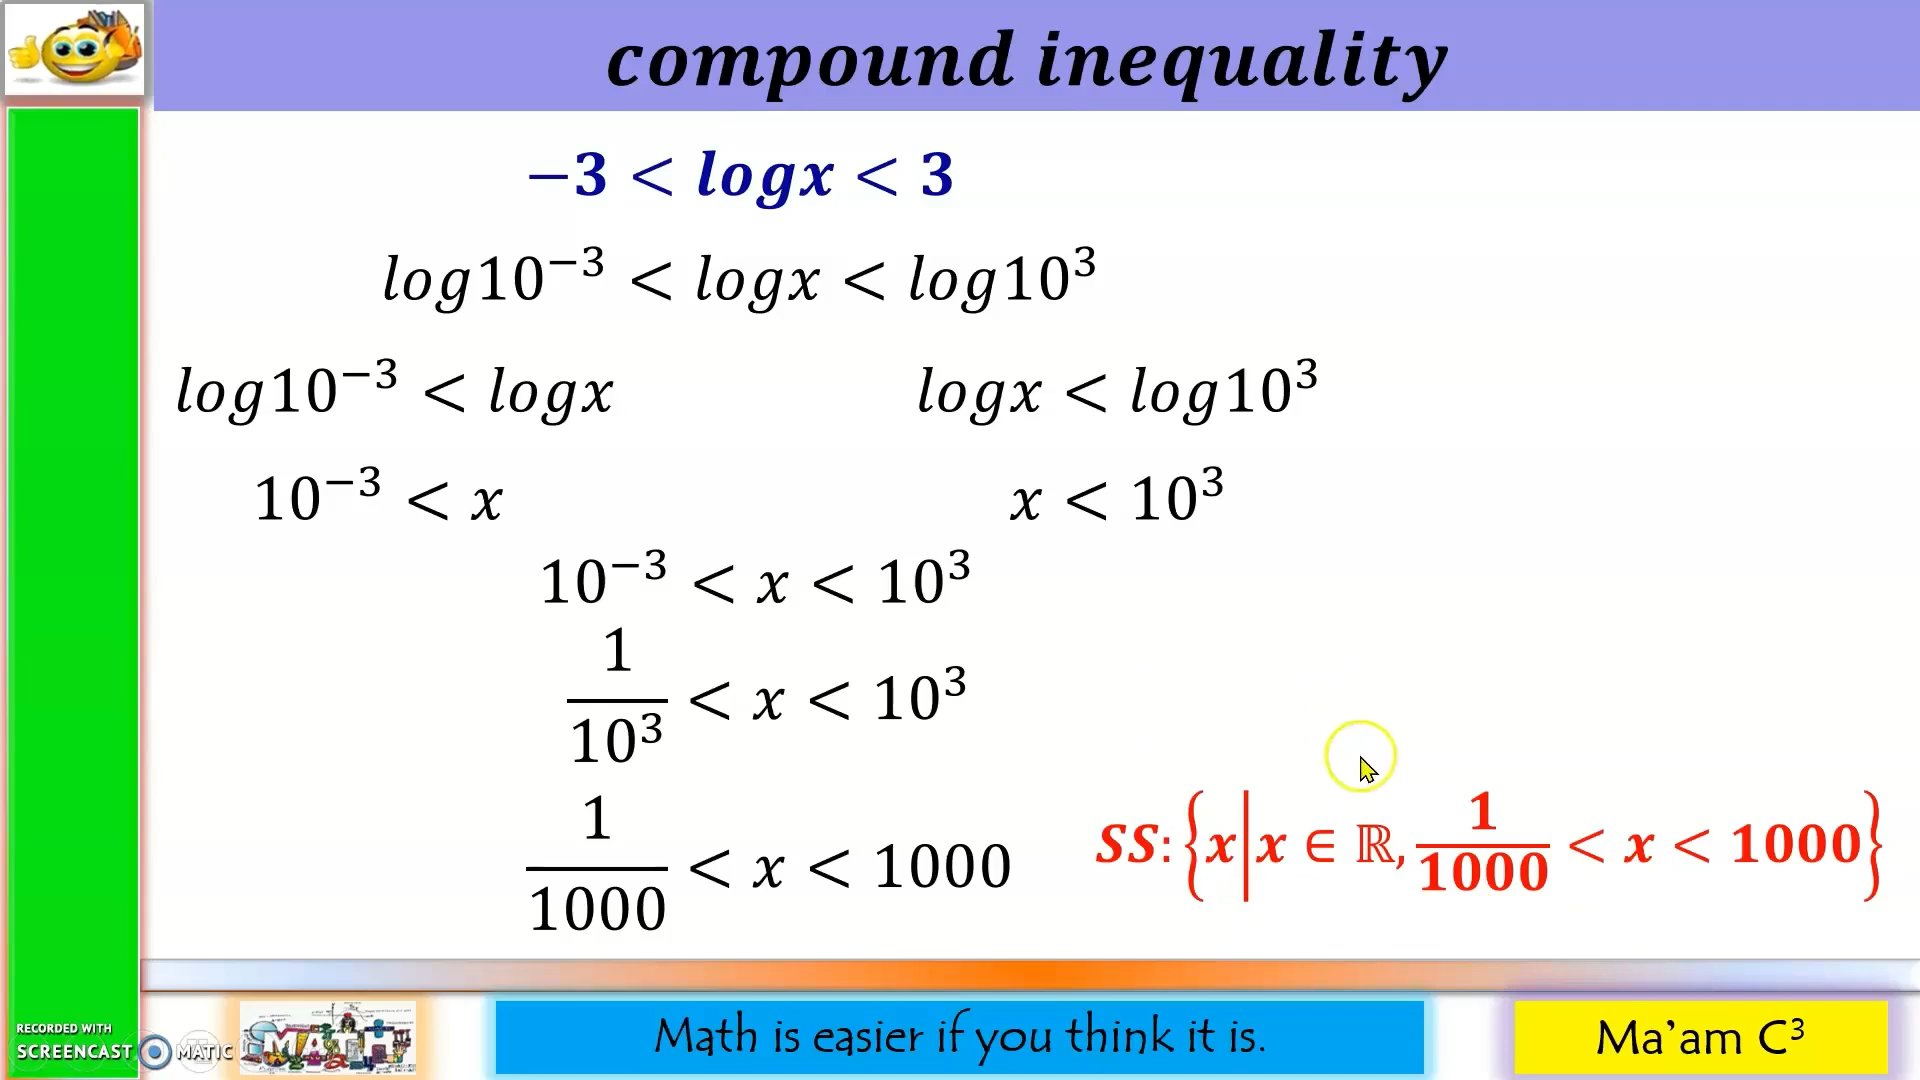 compound inequality
−3 < logx < 3
log10⁻³ < logx < log10³
log10⁻³ < logx
logx < log10³
10⁻³ < x
x < 10³
10⁻³ < x < 10³
1/10³ < x < 10³
1/1000 < x < 1000
SS: {x|x ∈ ℝ, 1/1000 < x < 1000}
RECORDED WITH
SCREENCAST MATIC
MATH
Math is easier if you think it is.
Ma'am C³